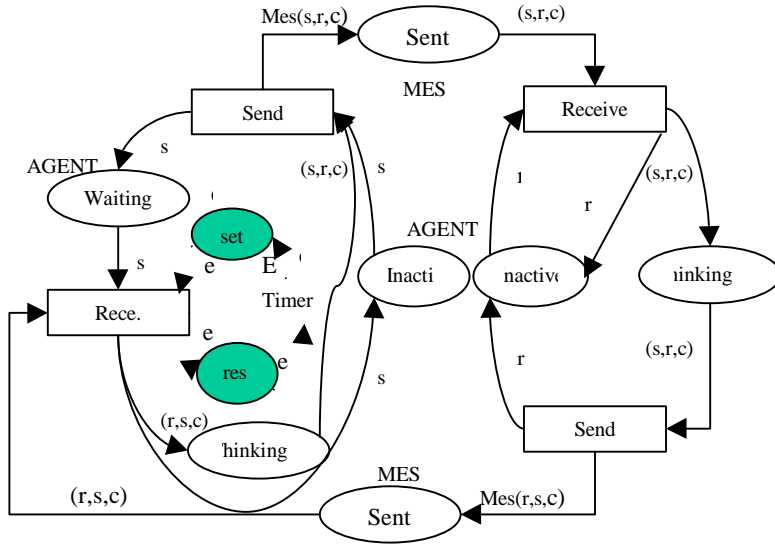 Mes(s,r,c)
Sent
(s,r,c)
MES
Send
Receive
s
(s,r,c)
s
(s,r,c)
AGENT
Waiting
r
AGENT
set
s
e
E
Inacti
nactive
inking
Timer
Rece.
e
(s,r,c)
res
e
s
r
(r,s,c)
hinking
Send
MES
(r,s,c)
Sent
Mes(r,s,c)